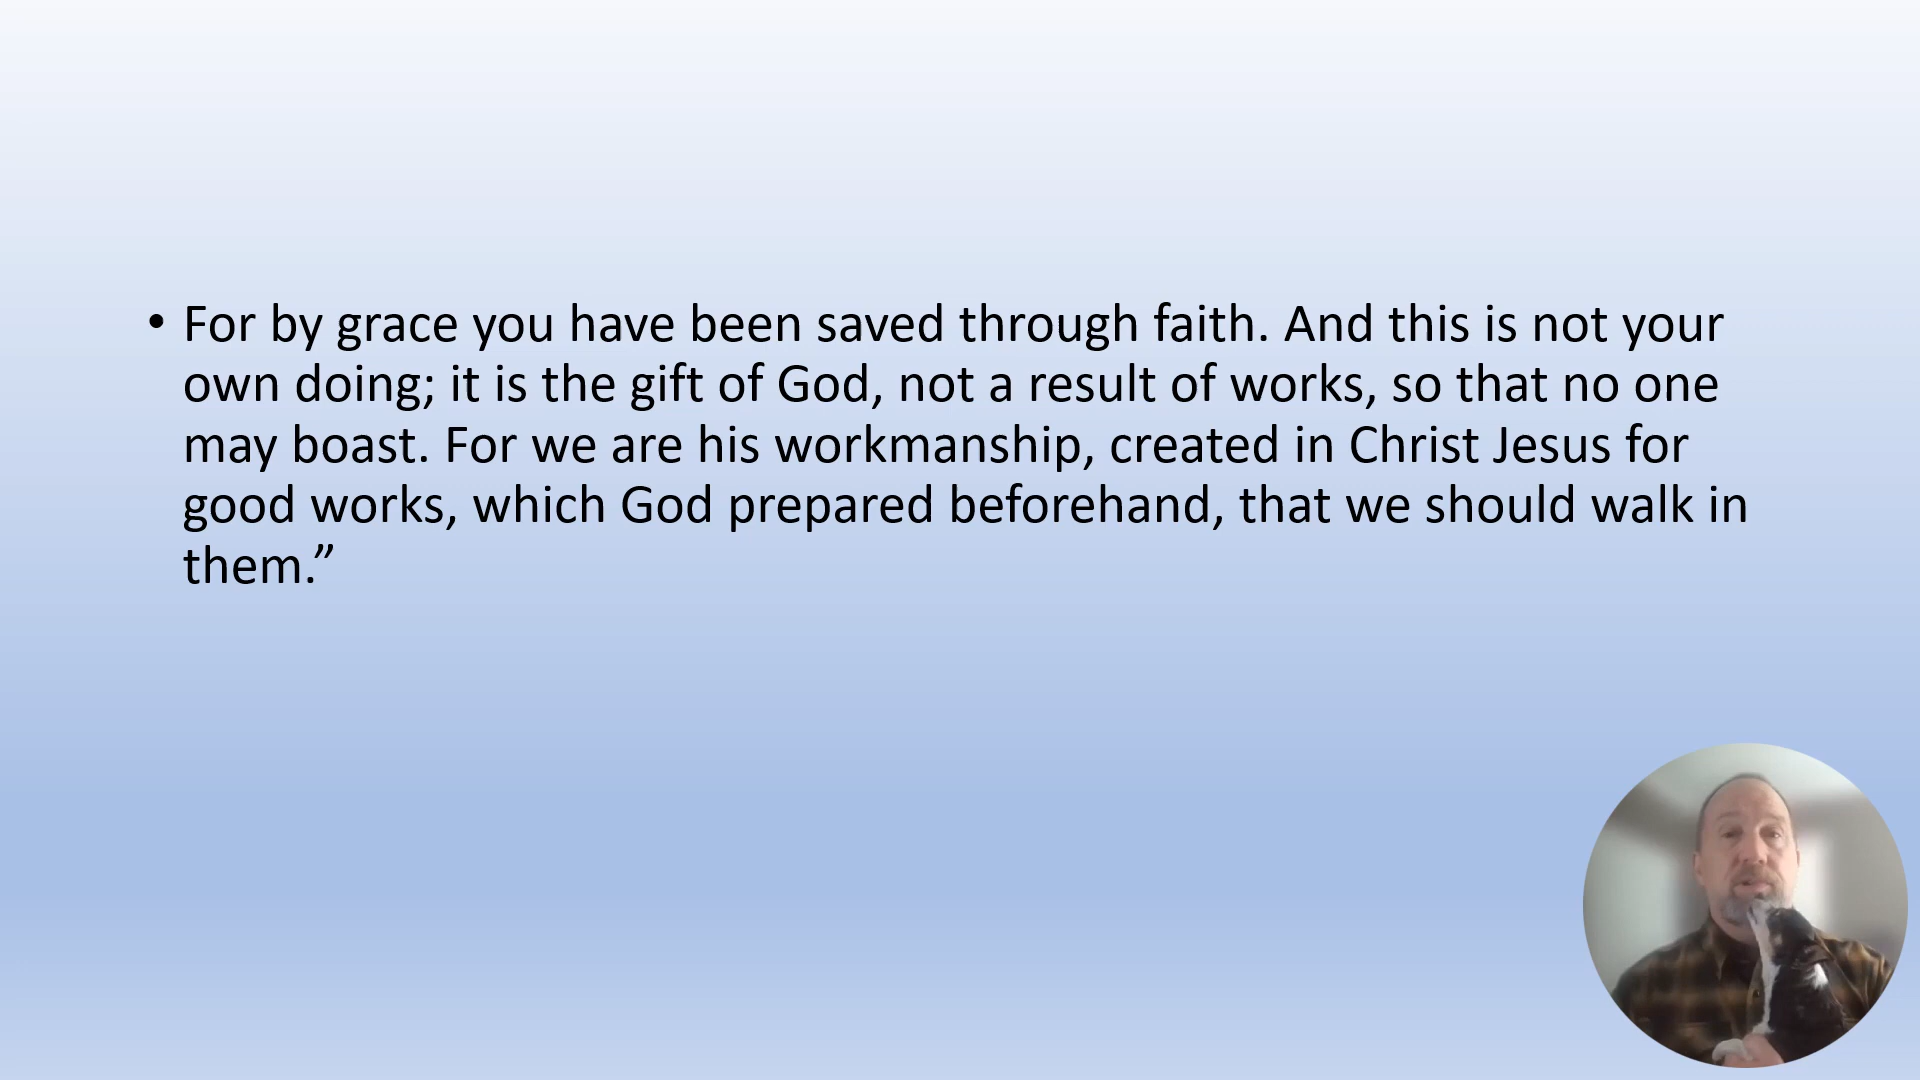 • For by grace you have been saved through faith. And this is not your
own doing; it is the gift of God, not a result of works, so that no one
may boast. For we are his workmanship, created in Christ Jesus for
good works, which God prepared beforehand, that we should walk in
them.”